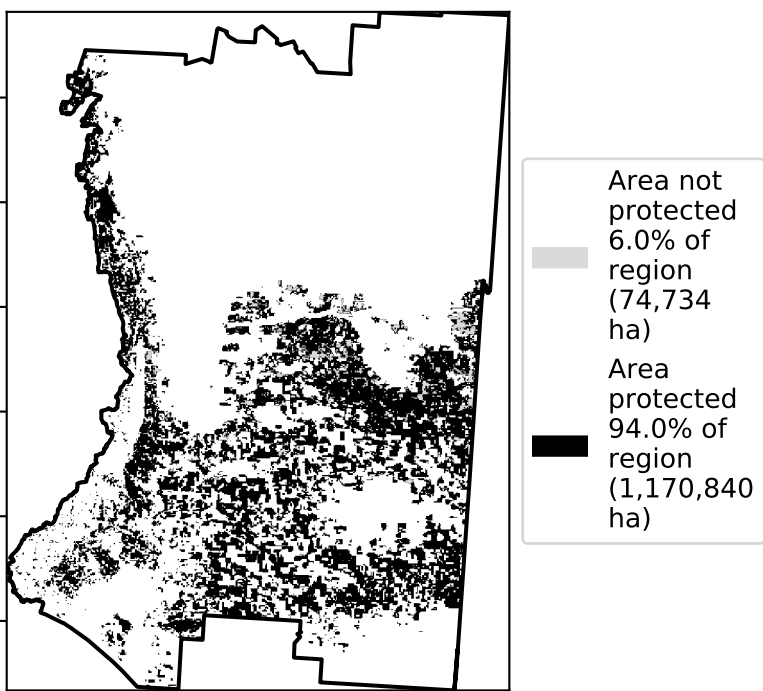 Area not
protected
6.0% of
region
(74,734
ha)
Area
protected
94.0% of
region
(1,170,840
ha)